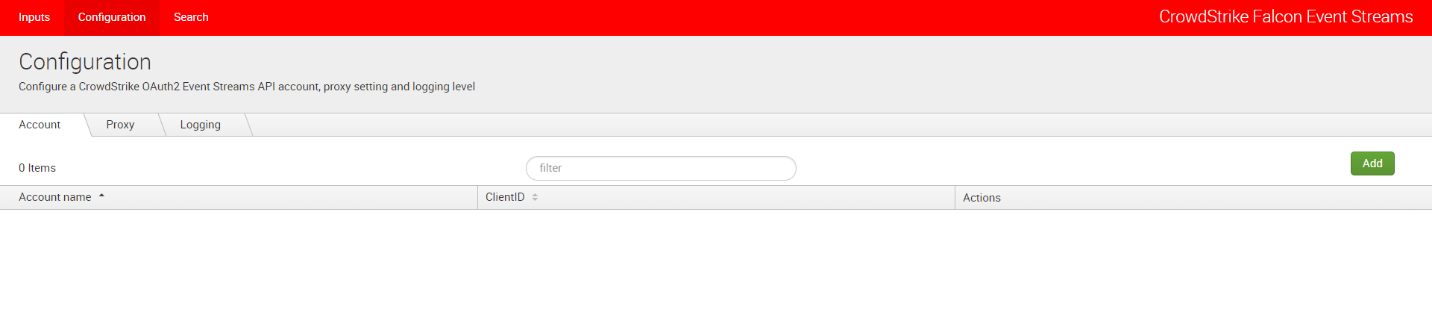 Inputs Configuration Search CrowdStrike Falcon Event Streams
Configuration
Configure a CrowdStrike OAuth2 Event Streams API account, proxy setting and logging level
Account Proxy Logging
0 Items filter Add
Account name ClientID Actions